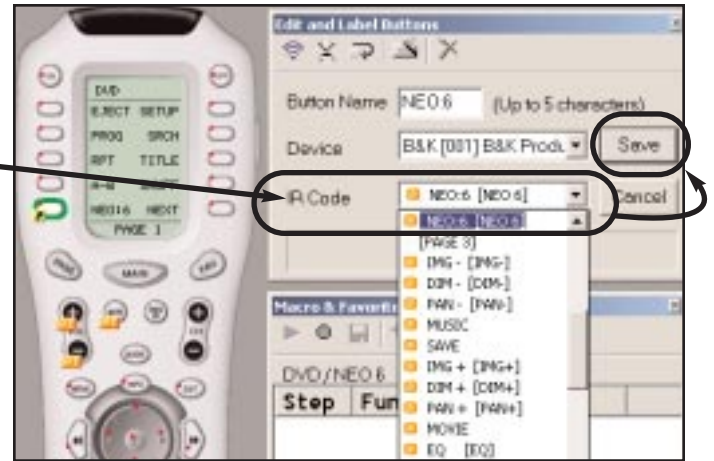 DVD
EJECT SETUP
PROG SRCH
RPT TITLE
NEO:6 NEXT
PAGE 1
PAGE
MAIN
FAV
Edit and Label Buttons
Button Name NEO:6 (Up to 5 characters)
Device B&K [001] B&K Produ Save
IR Code NEO:6 [NEO 6] Cancel
NEO:6 [NEO 6]
[PAGE 3]
IMG - [IMG-]
DIM - [DIM-]
PAN - [PAN-]
MUSIC
SAVE
IMG + [IMG+]
DIM + [DIM+]
PAN + [PAN+]
MOVIE
EQ [EQ]
Macro & Favorit
DVD/NEO 6
Step Fun